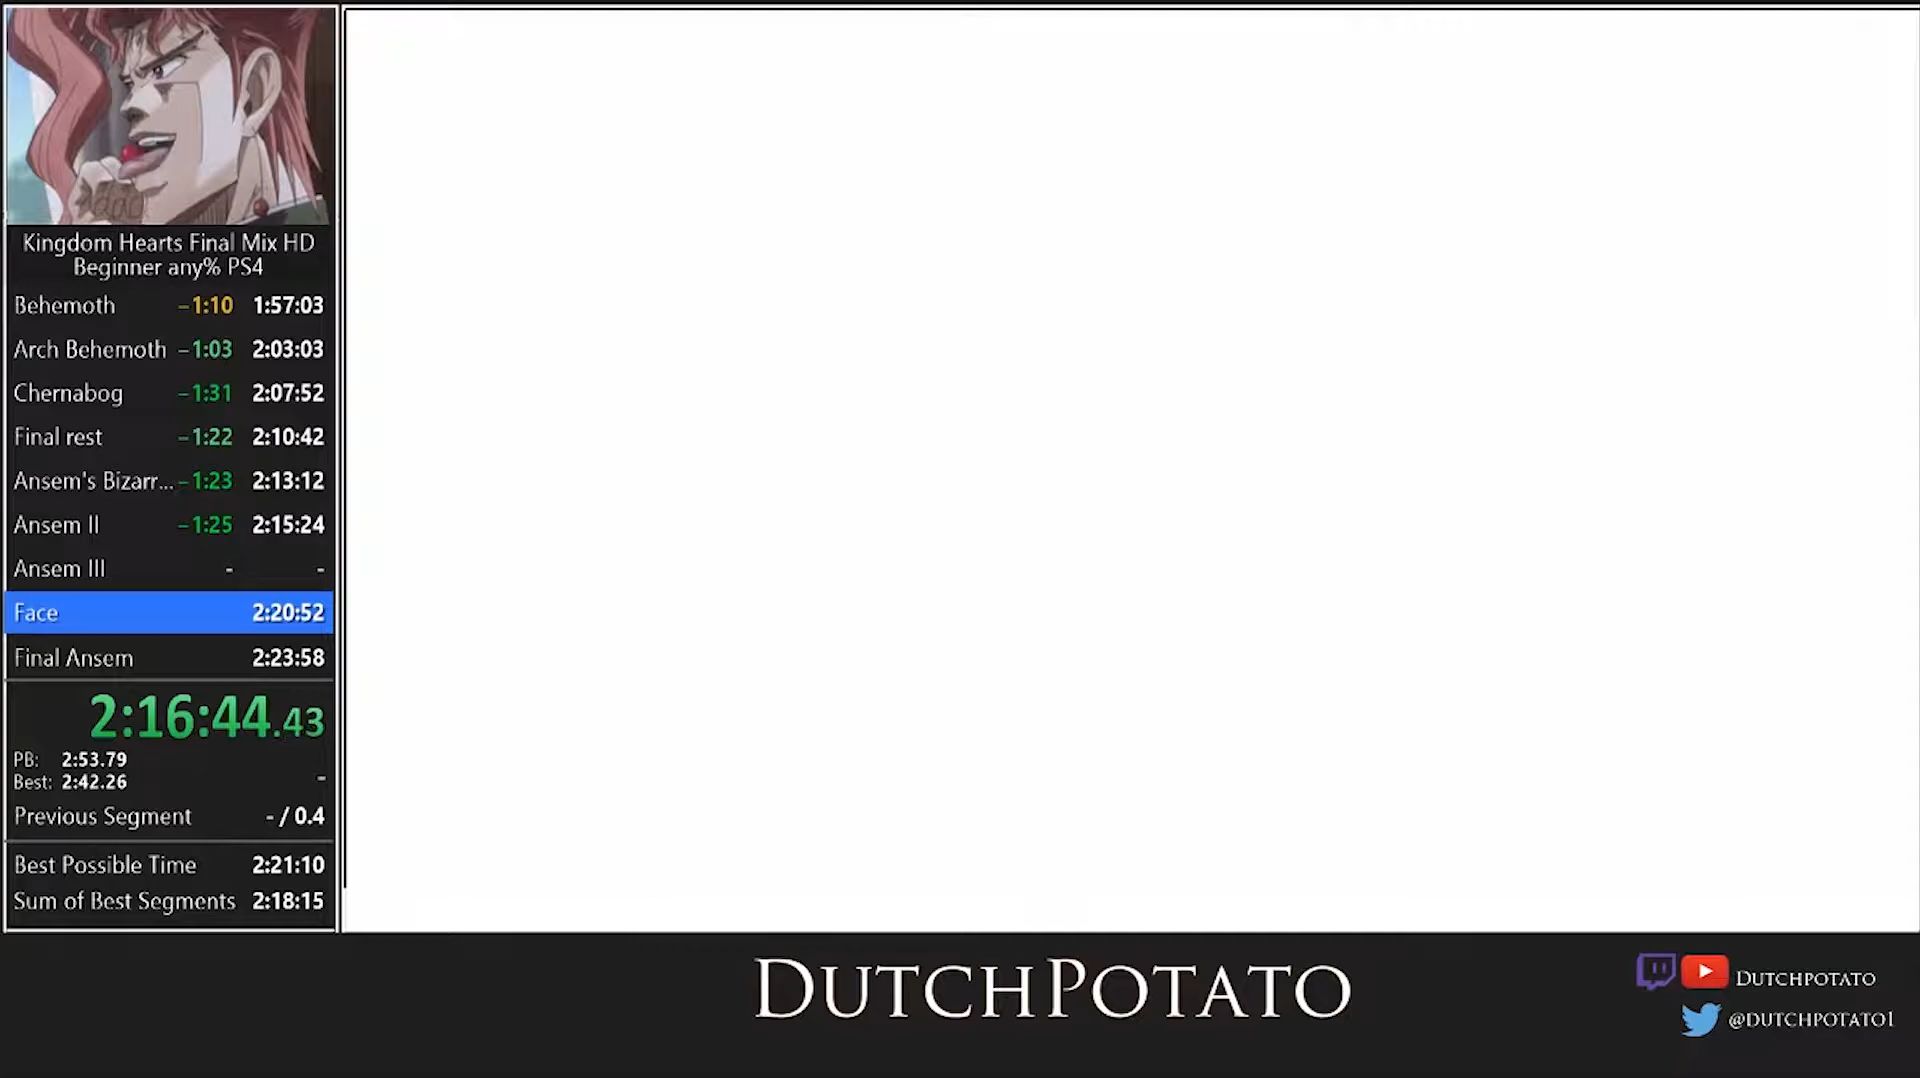 Kingdom Hearts Final Mix HD
Beginner any% PS4
Behemoth -1:10 1:57:03
Arch Behemoth -1:03 2:03:03
Chernabog -1:31 2:07:52
Final rest -1:22 2:10:42
Ansem's Bizarr... -1:23 2:13:12
Ansem II -1:25 2:15:24
Ansem III - -
Face 2:20:52
Final Ansem 2:23:58
2:16:44.43
PB: 2:53.79
Best: 2:42.26 -
Previous Segment - / 0.4
Best Possible Time 2:21:10
Sum of Best Segments 2:18:15
DUTCHPOTATO
DUTCHPOTATO
@DUTCHPOTATO1